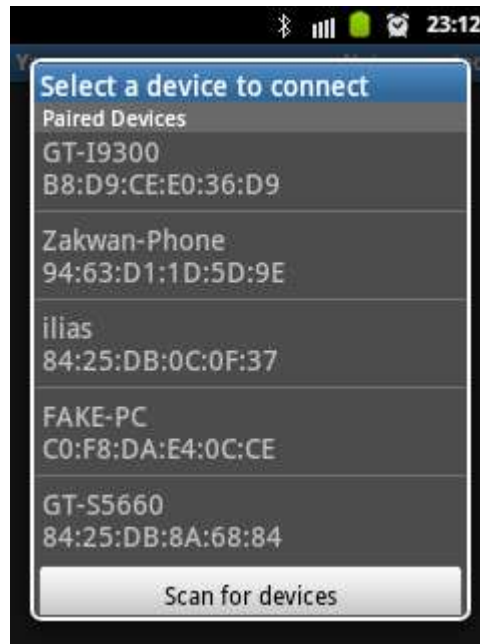 23:12
Select a device to connect
Paired Devices
GT-I9300
B8:D9:CE:E0:36:D9
Zakwan-Phone
94:63:D1:1D:5D:9E
ilias
84:25:DB:0C:0F:37
FAKE-PC
C0:F8:DA:E4:0C:CE
GT-S5660
84:25:DB:8A:68:84
Scan for devices